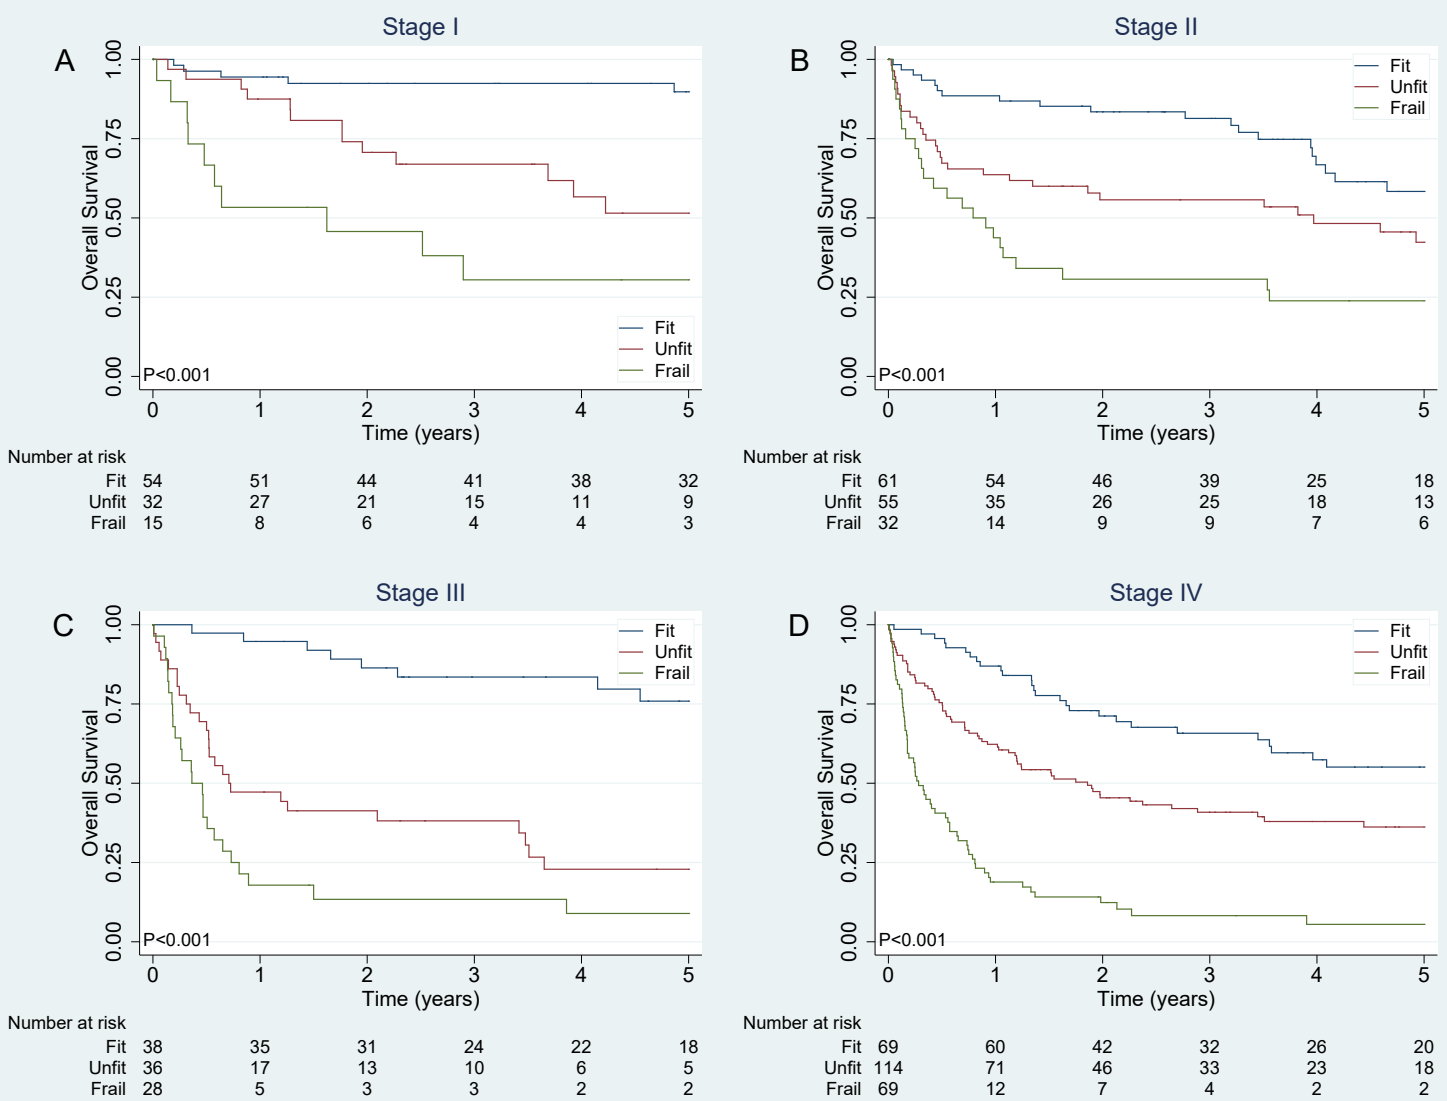 Stage I
A
Overall Survival
1.00
0.75
0.50
0.25
0.00
Fit
Unfit
Frail
P<0.001
0 1 2 3 4 5
Time (years)
Number at risk
Fit 54 51 44 41 38 32
Unfit 32 27 21 15 11 9
Frail 15 8 6 4 4 3
Stage II
B
Overall Survival
1.00
0.75
0.50
0.25
0.00
Fit
Unfit
Frail
P<0.001
0 1 2 3 4 5
Time (years)
Number at risk
Fit 61 54 46 39 25 18
Unfit 55 35 26 25 18 13
Frail 32 14 9 9 7 6
Stage III
C
Overall Survival
1.00
0.75
0.50
0.25
0.00
Fit
Unfit
Frail
P<0.001
0 1 2 3 4 5
Time (years)
Number at risk
Fit 38 35 31 24 22 18
Unfit 36 17 13 10 6 5
Frail 28 5 3 3 2 2
Stage IV
D
Overall Survival
1.00
0.75
0.50
0.25
0.00
Fit
Unfit
Frail
P<0.001
0 1 2 3 4 5
Time (years)
Number at risk
Fit 69 60 42 32 26 20
Unfit 114 71 46 33 23 18
Frail 69 12 7 4 2 2